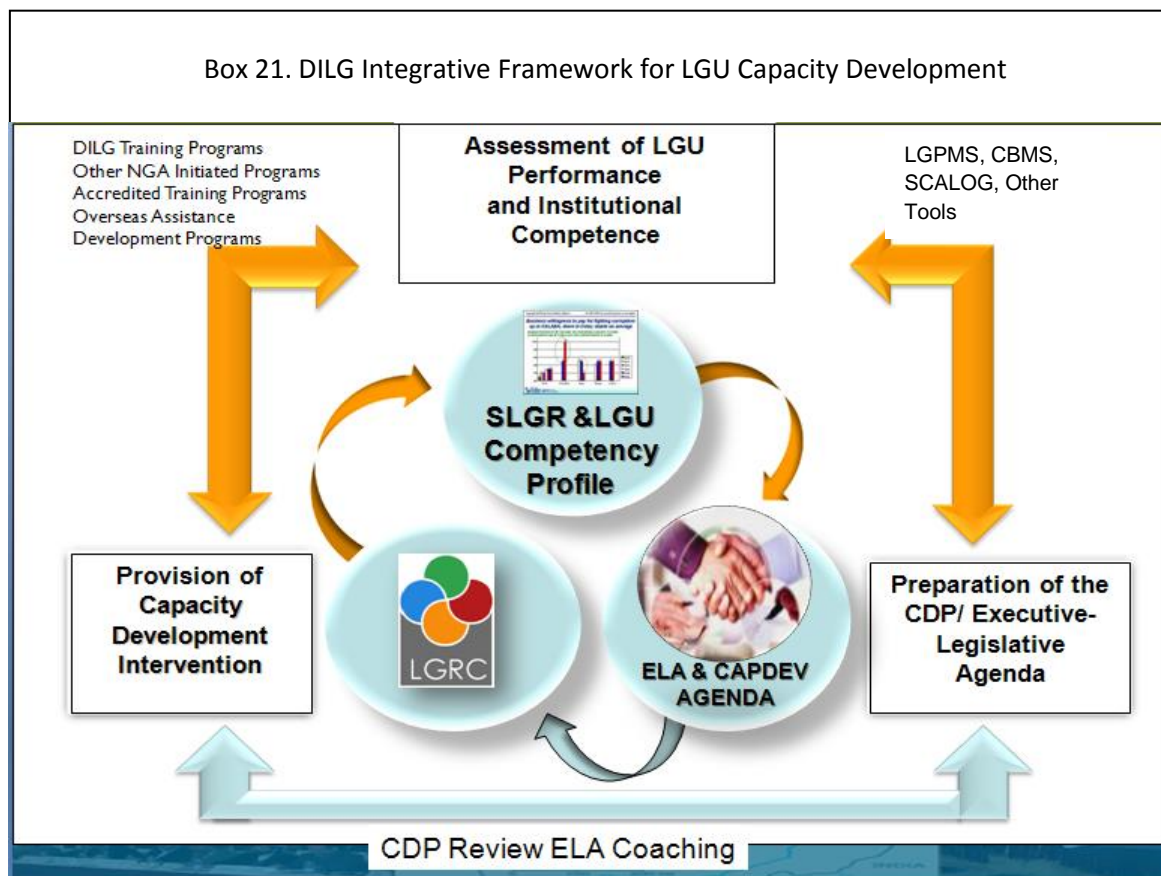 Box 21. DILG Integrative Framework for LGU Capacity Development
DILG Training Programs
Other NGA Initiated Programs
Accredited Training Programs
Overseas Assistance
Development Programs
Assessment of LGU
Performance
and Institutional
Competence
LGPMS, CBMS,
SCALOG, Other
Tools
SLGR &LGU
Competency
Profile
Provision of
Capacity
Development
Intervention
LGRC
ELA & CAPDEV
AGENDA
Preparation of the
CDP/ Executive-
Legislative
Agenda
CDP Review ELA Coaching
INDIA